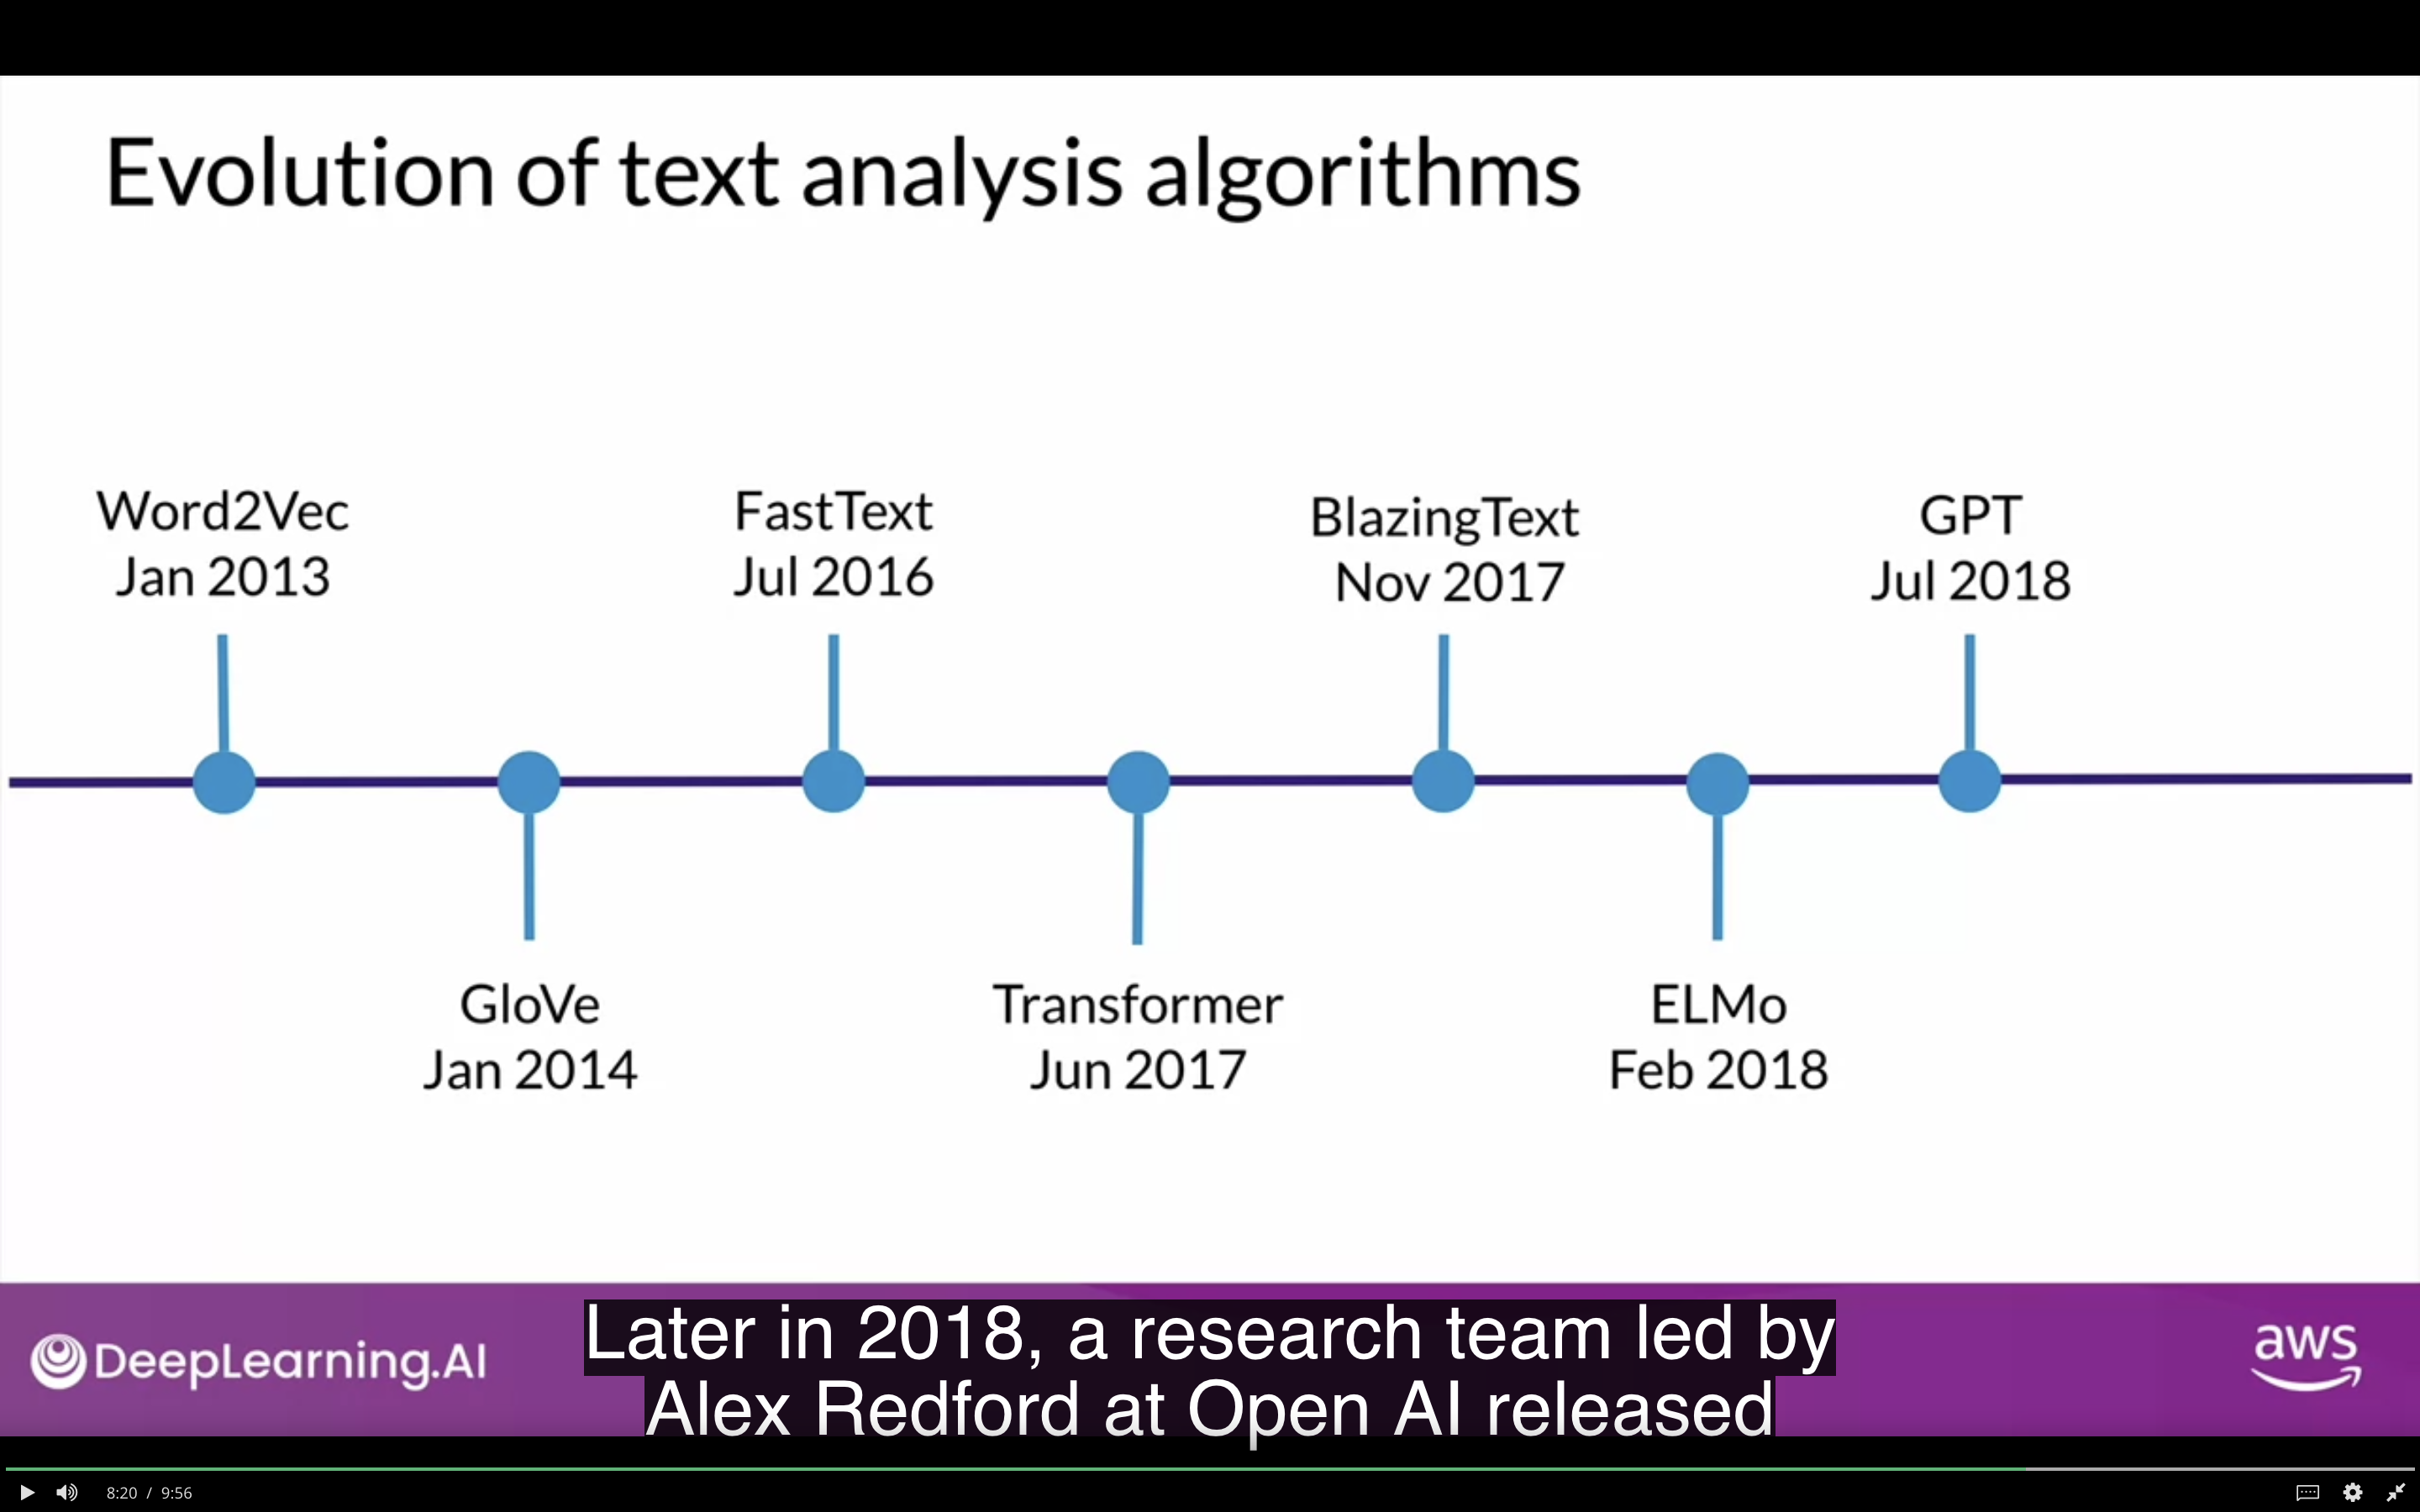 Evolution of text analysis algorithms
Word2Vec
Jan 2013
FastText
Jul 2016
BlazingText
Nov 2017
GPT
Jul 2018
GloVe
Jan 2014
Transformer
Jun 2017
ELMo
Feb 2018
DeepLearning.AI
Later in 2018, a research team led by
Alex Redford at Open AI released
aws
8:20 / 9:56